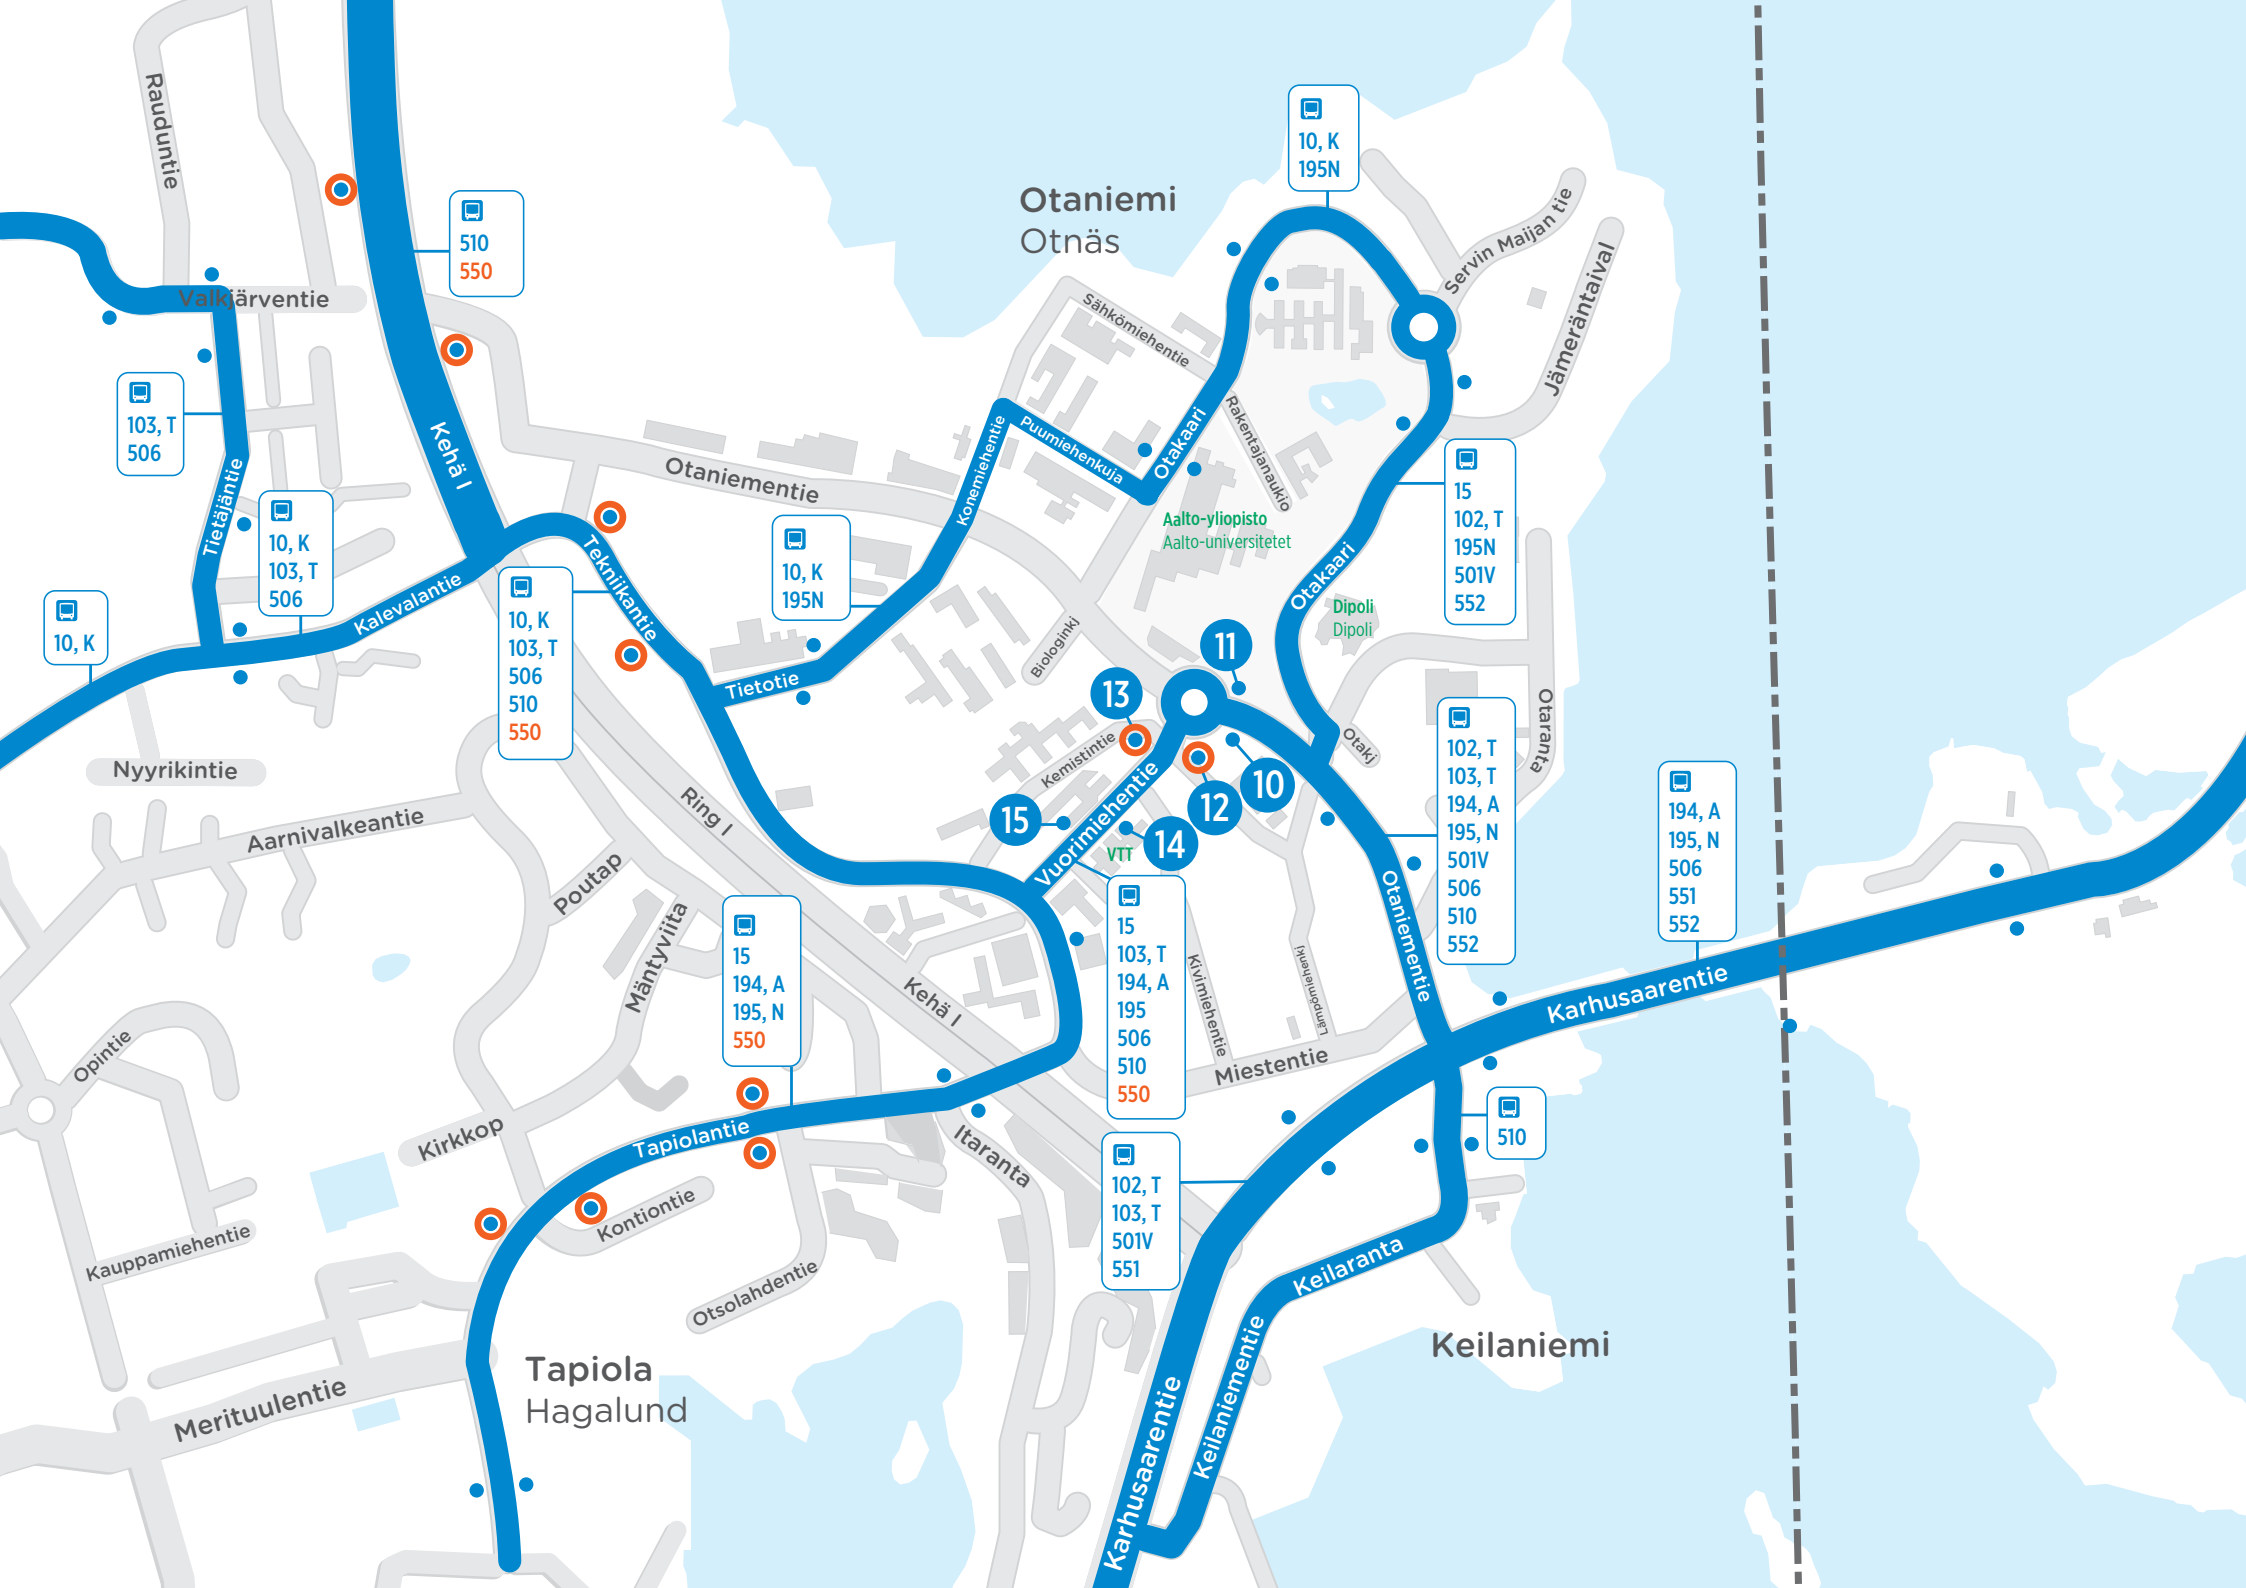 Rauduntie
510
550
10, K
195N
Otaniemi
Otnäs
Servin Maijan tie
Jämeräntaival
Valkjärventie
Sähkömiehentie
103, T
506
Kehä I
Tietäjäntie
Otaniementie
Konemiehentie
Puumiehenkuja
Otakaari
Rakentajanaukio
15
102, T
195N
501V
552
10, K
103, T
506
Aalto-yliopisto
Aalto-universitetet
10, K
195N
10, K
Kalevalantie
Tekniikantie
10, K
103, T
506
510
550
Otakaari
Dipoli
Dipoli
Biologinkj
Tietotie
11
13
Otaranta
Otakj
Kemistintie
10
12
15
14
VTT
Vuorimiehentie
102, T
103, T
194, A
195, N
501V
506
510
552
194, A
195, N
506
551
552
Nyyrikintie
Aarnivalkeantie
Ring I
Poutap
Mäntyviita
15
194, A
195, N
550
15
103, T
194, A
195
506
510
550
Otaniementie
Kivimiehentie
Lämpömiehenkj
Kehä I
Karhusaarentie
Miestentie
Opintie
Kirkkop
Tapiolantie
Itaranta
510
102, T
103, T
501V
551
Kontiontie
Kauppamiehentie
Otsolahdentie
Keilaranta
Keilaniementie
Keilaniemi
Tapiola
Hagalund
Merituulentie
Karhusaarentie